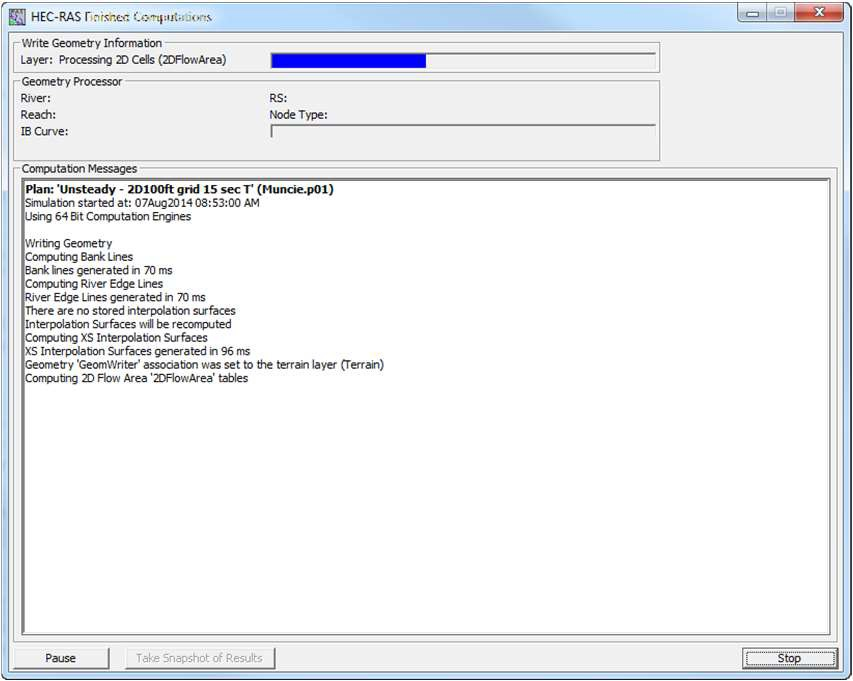 HEC-RAS Finished Computations
Write Geometry Information
Layer: Processing 2D Cells (2DFlowArea)
Geometry Processor
River: RS:
Reach: Node Type:
IB Curve:
Computation Messages
Plan: 'Unsteady - 2D100ft grid 15 sec T' (Muncie.p01)
Simulation started at: 07Aug2014 08:53:00 AM
Using 64 Bit Computation Engines
Writing Geometry
Computing Bank Lines
Bank lines generated in 70 ms
Computing River Edge Lines
River Edge Lines generated in 70 ms
There are no stored interpolation surfaces
Interpolation Surfaces will be recomputed
Computing XS Interpolation Surfaces
XS Interpolation Surfaces generated in 96 ms
Geometry 'GeomWriter' association was set to the terrain layer (Terrain)
Computing 2D Flow Area '2DFlowArea' tables
Pause Take Snapshot of Results Stop